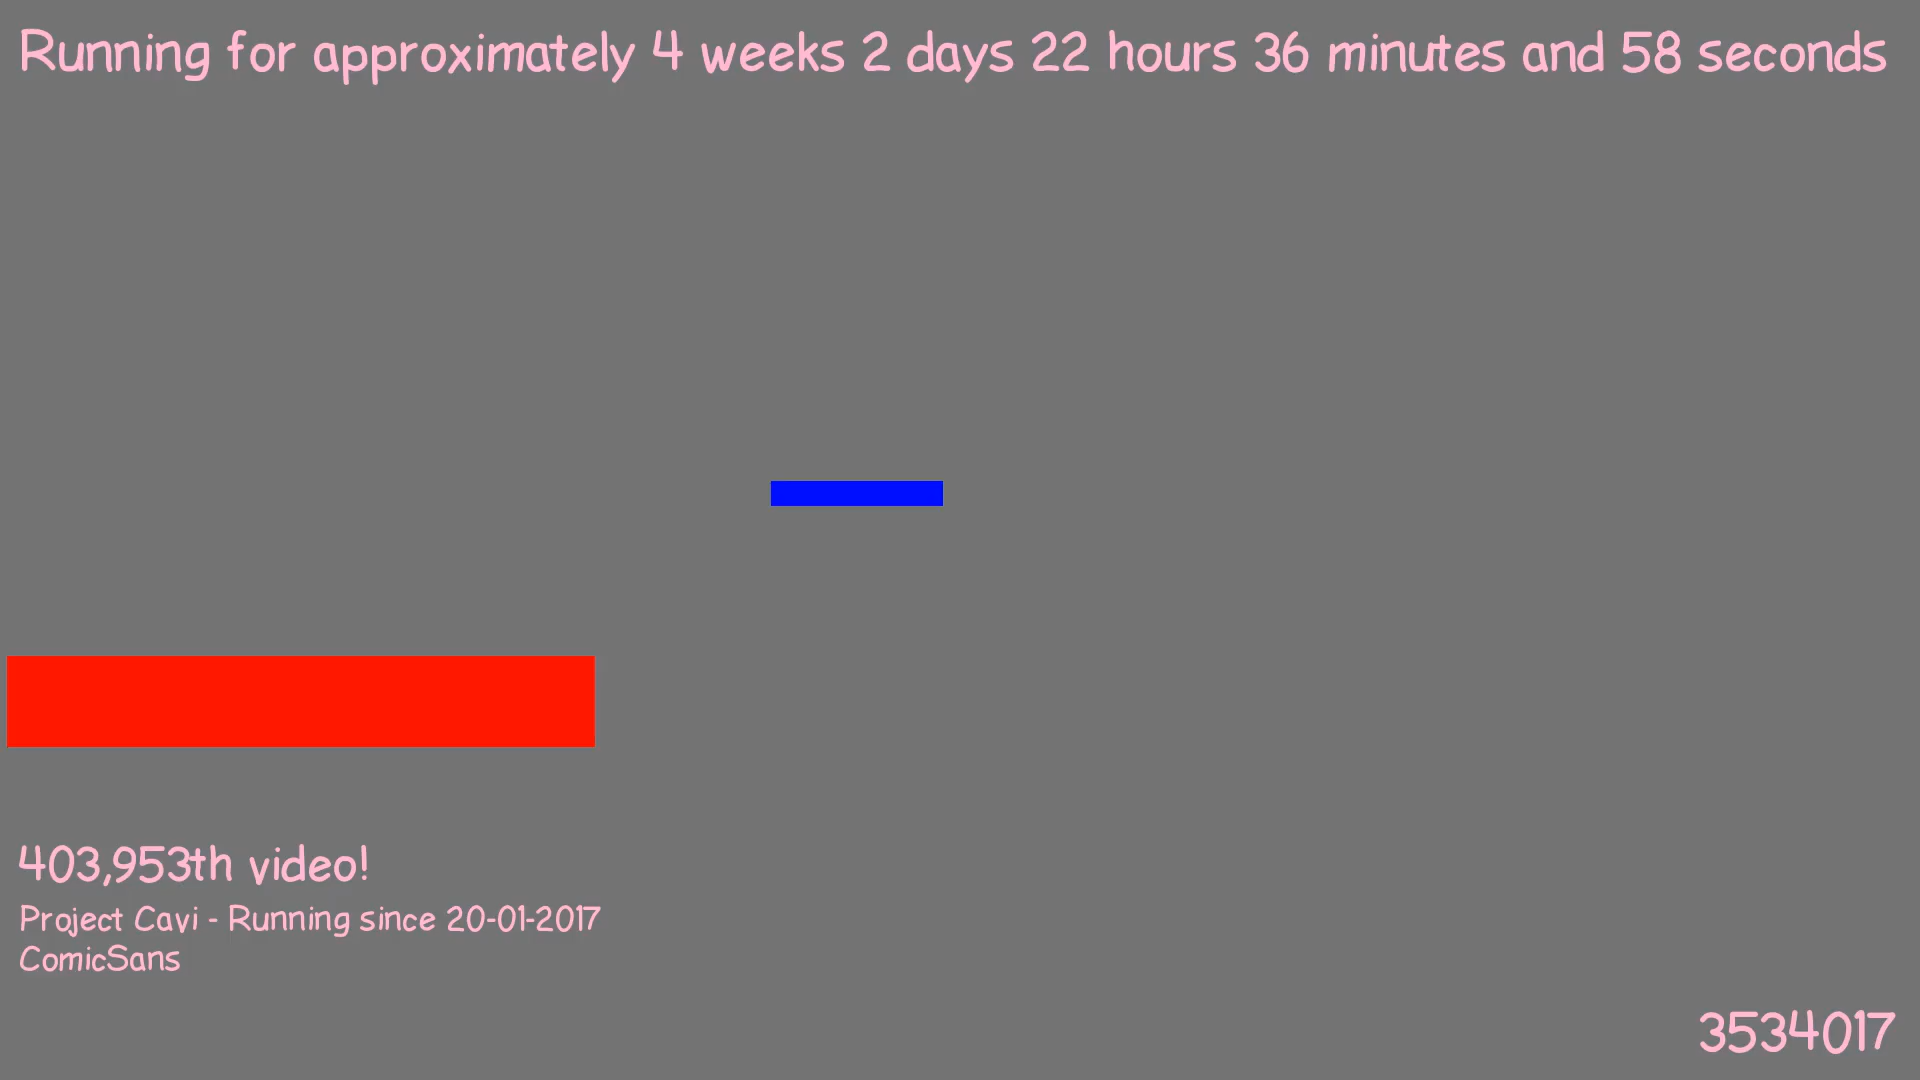 Running for approximately 4 weeks 2 days 22 hours 36 minutes and 58 seconds
403,953th video!
Project Cavi - Running since 20-01-2017
ComicSans
3534017